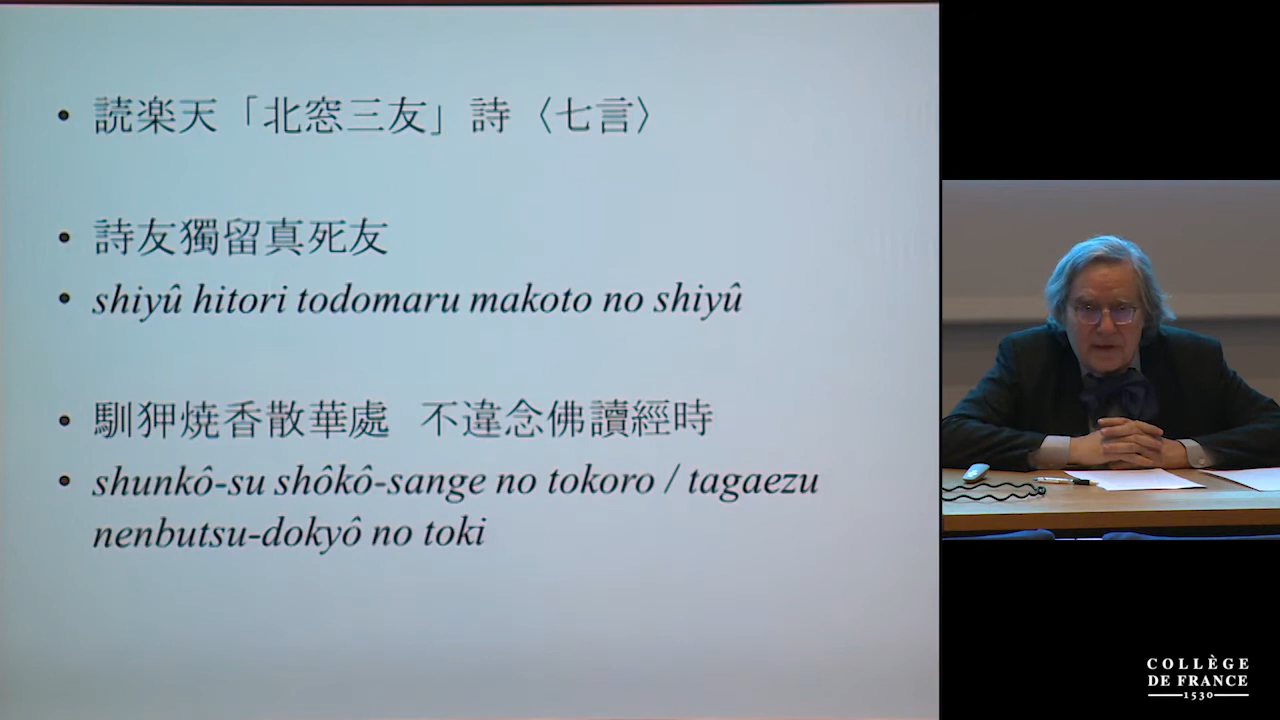 • 読楽天「北窓三友」詩〈七言〉
• 詩友獨留真死友
• shiyû hitori todomaru makoto no shiyû
• 馴狎焼香散華處 不違念佛讀經時
• shunkô-su shôkô-sange no tokoro / tagaezu
nenbutsu-dokyô no toki
COLLÈGE
DE FRANCE
1530